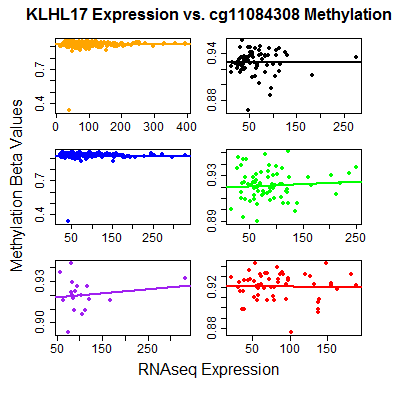 KLHL17 Expression vs. cg11084308 Methylation
Methylation Beta Values
0.4 0.7
0 100 200 300 400
0.88 0.94
50 100 150 200 250
0.4 0.7
50 150 250
0.89 0.93
50 100 150 200 250
0.90 0.93
50 150 250
0.88 0.92
50 100 150
RNAseq Expression